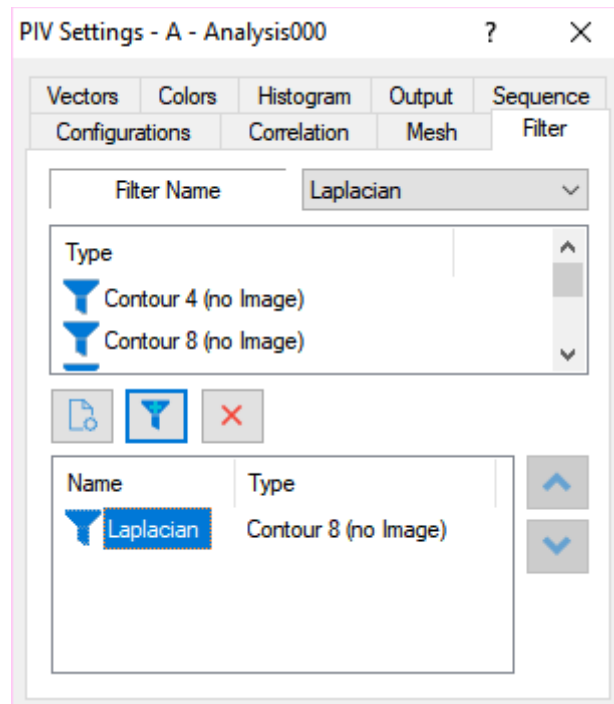 PIV Settings - A - Analysis000 ?
Vectors Colors Histogram Output Sequence
Configurations Correlation Mesh Filter
Filter Name Laplacian
Type
Contour 4 (no Image)
Contour 8 (no Image)
Name Type
Laplacian Contour 8 (no Image)